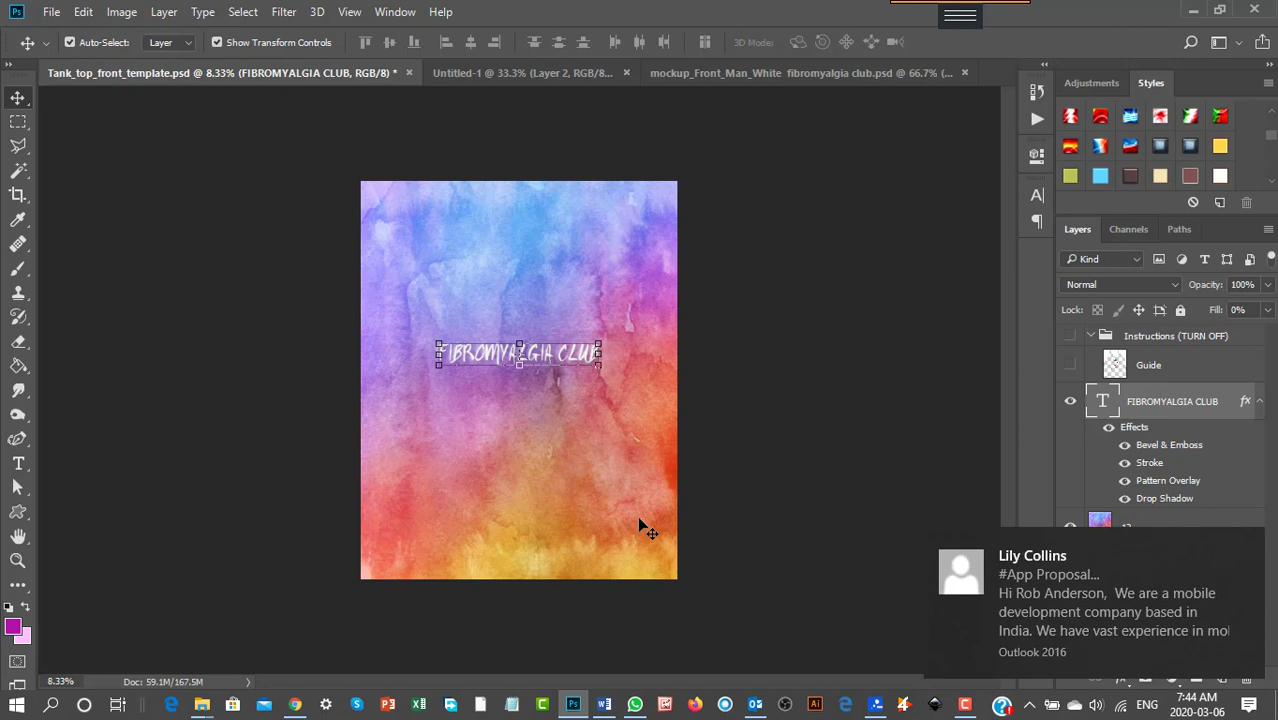 File Edit Image Layer Type Select Filter 3D View Window Help
Auto-Select: Layer Show Transform Controls 3D Modes:
Tank_top_front_template.psd @ 8.33% (FIBROMYALGIA CLUB, RGB/8) * Untitled-1 @ 33.3% (Layer 2, RGB/8... mockup_Front_Man_White fibromyalgia club.psd @ 66.7% (...
Adjustments Styles
FIBROMYALGIA CLUB
Layers Channels Paths
Kind
Normal Opacity: 100%
Lock: Fill: 0%
Instructions (TURN OFF)
Guide
FIBROMYALGIA CLUB fx
Effects
Bevel & Emboss
Stroke
Pattern Overlay
Drop Shadow
Lily Collins
#App Proposal...
Hi Rob Anderson, We are a mobile
development company based in
India. We have vast experience in mo
Outlook 2016
8.33% Doc: 59.1M/167.5M
ENG 7:44 AM
2020-03-06